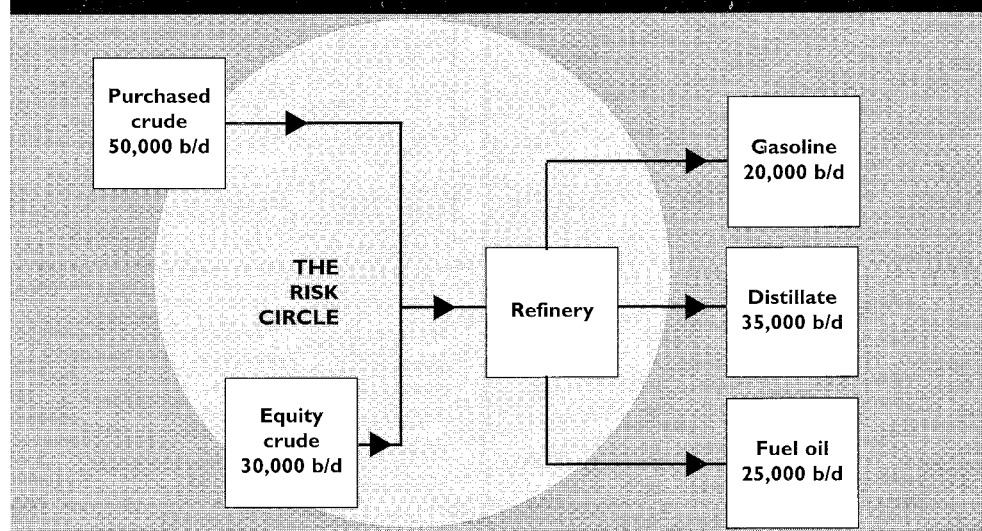 Purchased
crude
50,000 b/d
Gasoline
20,000 b/d
THE
RISK
CIRCLE
Refinery
Distillate
35,000 b/d
Equity
crude
30,000 b/d
Fuel oil
25,000 b/d